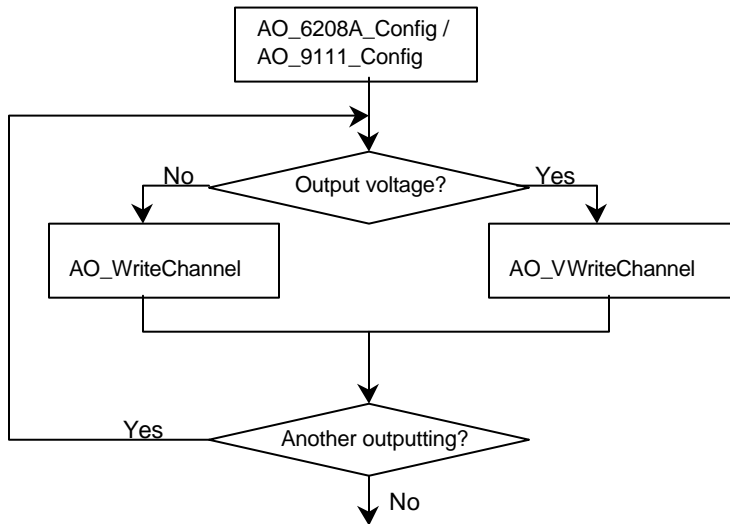 AO_6208A_Config /
AO_9111_Config
No
Output voltage?
Yes
AO_WriteChannel
AO_VWriteChannel
Yes
Another outputting?
No